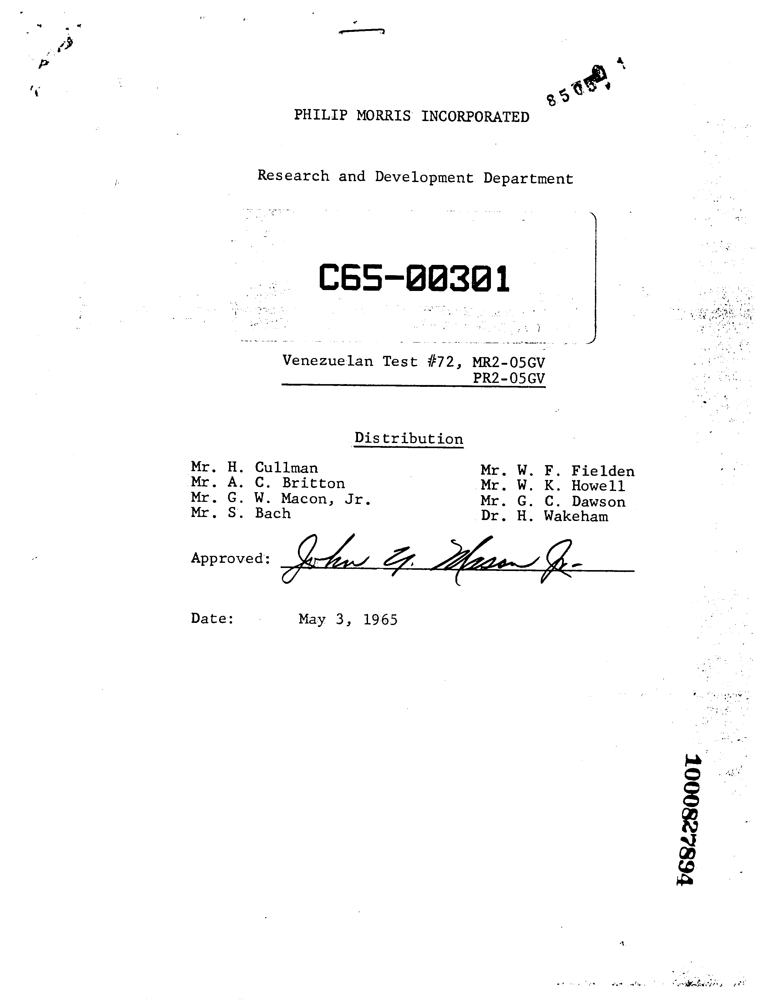 PHILIP MORRIS INCORPORATED
Research and Development Department
C65-00301
Venezuelan Test #72, MR2-05GV
PR2-05GV
Distribution
Mr. H. Cullman
Mr. A. C. Britton
Mr. G. W. Macon, Jr.
Mr. S. Bach
Mr. W. F. Fielden
Mr. W. K. Howell
Mr. G. C. Dawson
Dr. H. Wakeham
Approved: John Y. Mason Jr.
Date: May 3, 1965
1000827894